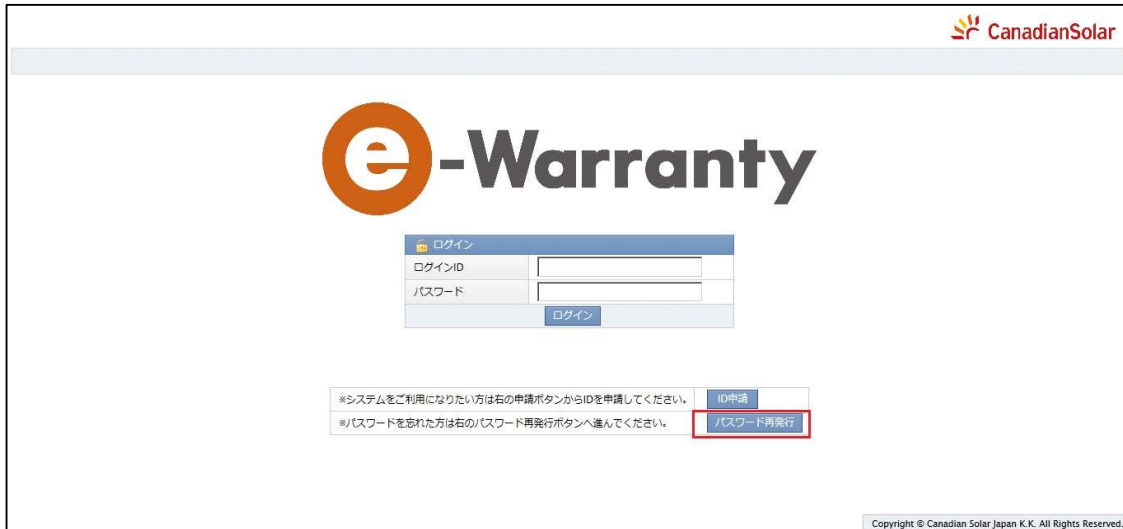 CanadianSolar
e-Warranty
ログイン
ログインID
パスワード
ログイン
※システムをご利用になりたい方は右の申請ボタンからIDを申請してください。 ID申請
※パスワードを忘れた方は右のパスワード再発行ボタンへ進んでください。 パスワード再発行
Copyright © Canadian Solar Japan K.K. All Rights Reserved.